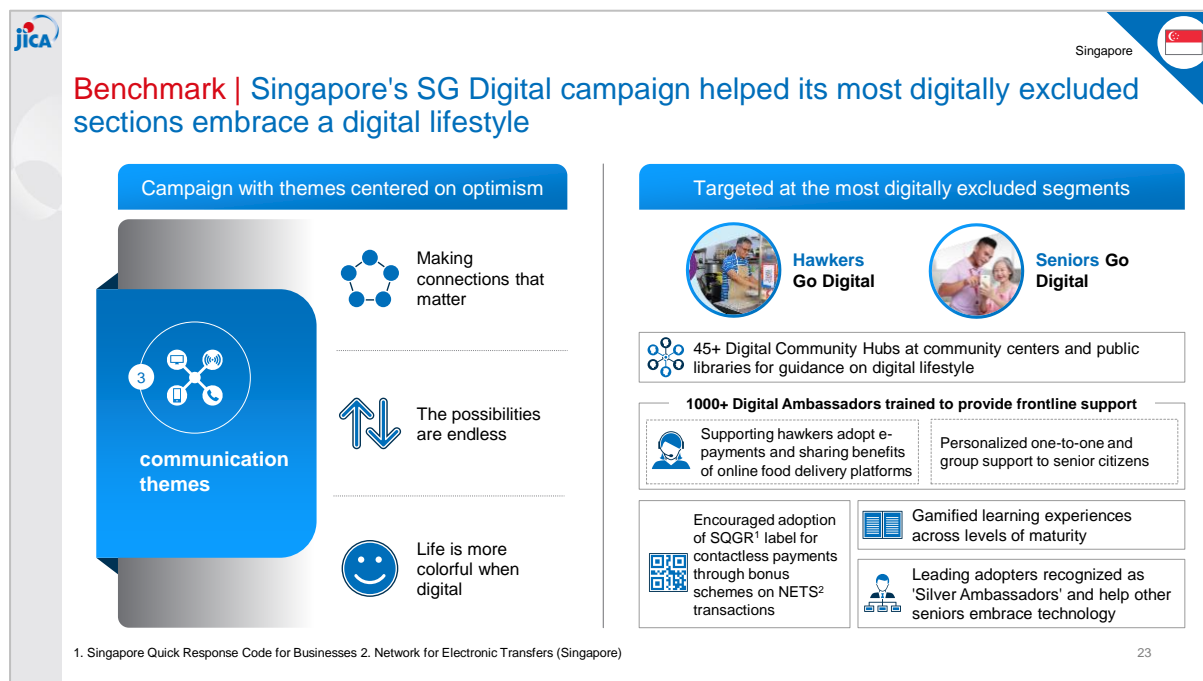 jICA
Singapore
Benchmark | Singapore's SG Digital campaign helped its most digitally excluded
sections embrace a digital lifestyle
Campaign with themes centered on optimism
3
communication
themes
Making
connections that
matter
The possibilities
are endless
Life is more
colorful when
digital
Targeted at the most digitally excluded segments
Hawkers
Go Digital
Seniors Go
Digital
45+ Digital Community Hubs at community centers and public
libraries for guidance on digital lifestyle
1000+ Digital Ambassadors trained to provide frontline support
Supporting hawkers adopt e-
payments and sharing benefits
of online food delivery platforms
Personalized one-to-one and
group support to senior citizens
Encouraged adoption
of SQGR¹ label for
contactless payments
through bonus
schemes on NETS²
transactions
Gamified learning experiences
across levels of maturity
Leading adopters recognized as
'Silver Ambassadors' and help other
seniors embrace technology
1. Singapore Quick Response Code for Businesses 2. Network for Electronic Transfers (Singapore)
23